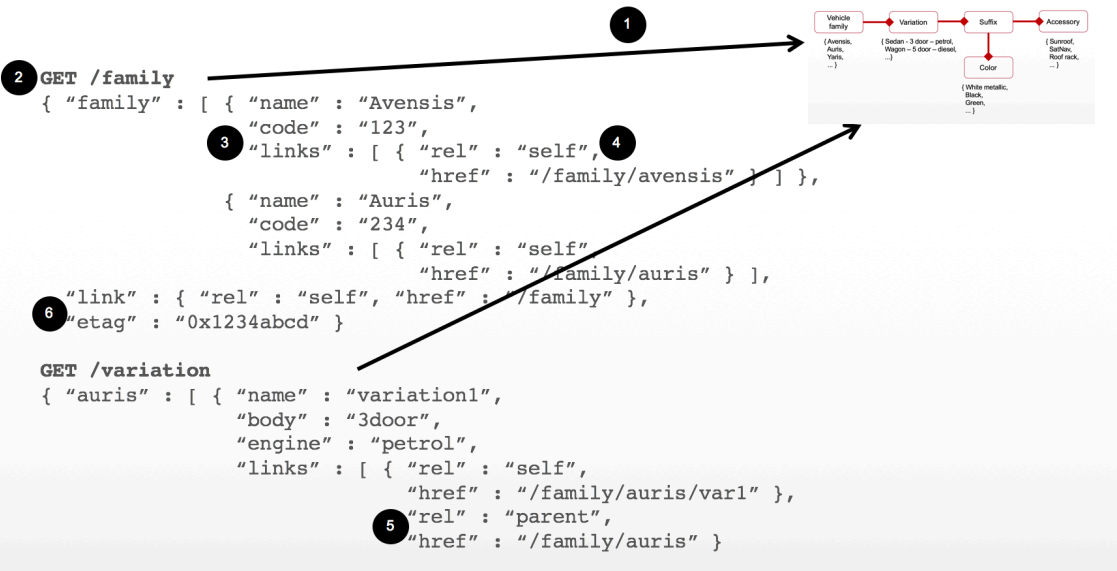 1
Vehicle family
Variation
Suffix
Accessory
{ Avensis,
Auris,
Yaris,
... }
{ Sedan - 3 door – petrol,
Wagon – 5 door – diesel,
...}
{ Sunroof,
SatNav,
Roof rack,
... }
Color
{ White metallic,
Black,
Green,
... }
2
GET /family
{ “family” : [ { “name” : “Avensis”,
“code” : “123”,
3
“links” : [ { “rel” : “self”,
4
“href” : “/family/avensis” } ] },
{ “name” : “Auris”,
“code” : “234”,
“links” : [ { “rel” : “self”,
“href” : “/family/auris” } ],
“link” : { “rel” : “self”, “href” : “/family” },
6
“etag” : “0x1234abcd” }
GET /variation
{ “auris” : [ { “name” : “variation1”,
“body” : “3door”,
“engine” : “petrol”,
“links” : [ { “rel” : “self”,
“href” : “/family/auris/var1” },
5
“rel” : “parent”,
“href” : “/family/auris” }